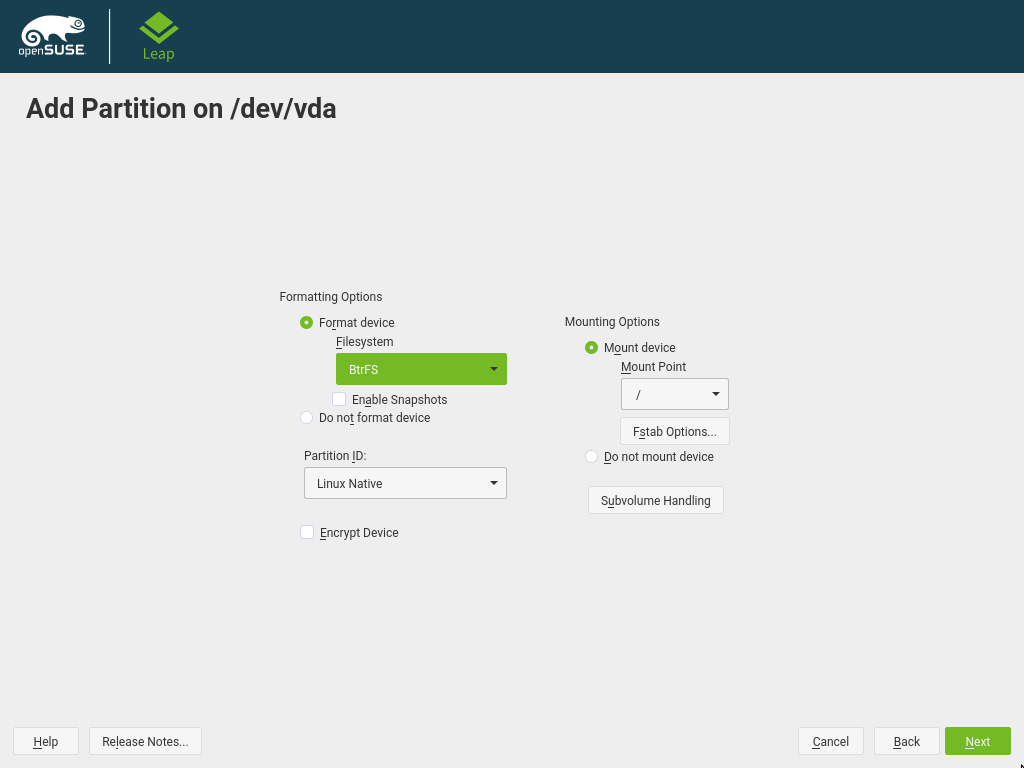 openSUSE
Leap
Add Partition on /dev/vda
Formatting Options
Format device
Filesystem
BtrFS
Enable Snapshots
Do not format device
Partition ID:
Linux Native
Encrypt Device
Mounting Options
Mount device
Mount Point
/
Fstab Options...
Do not mount device
Subvolume Handling
Help
Release Notes...
Cancel
Back
Next